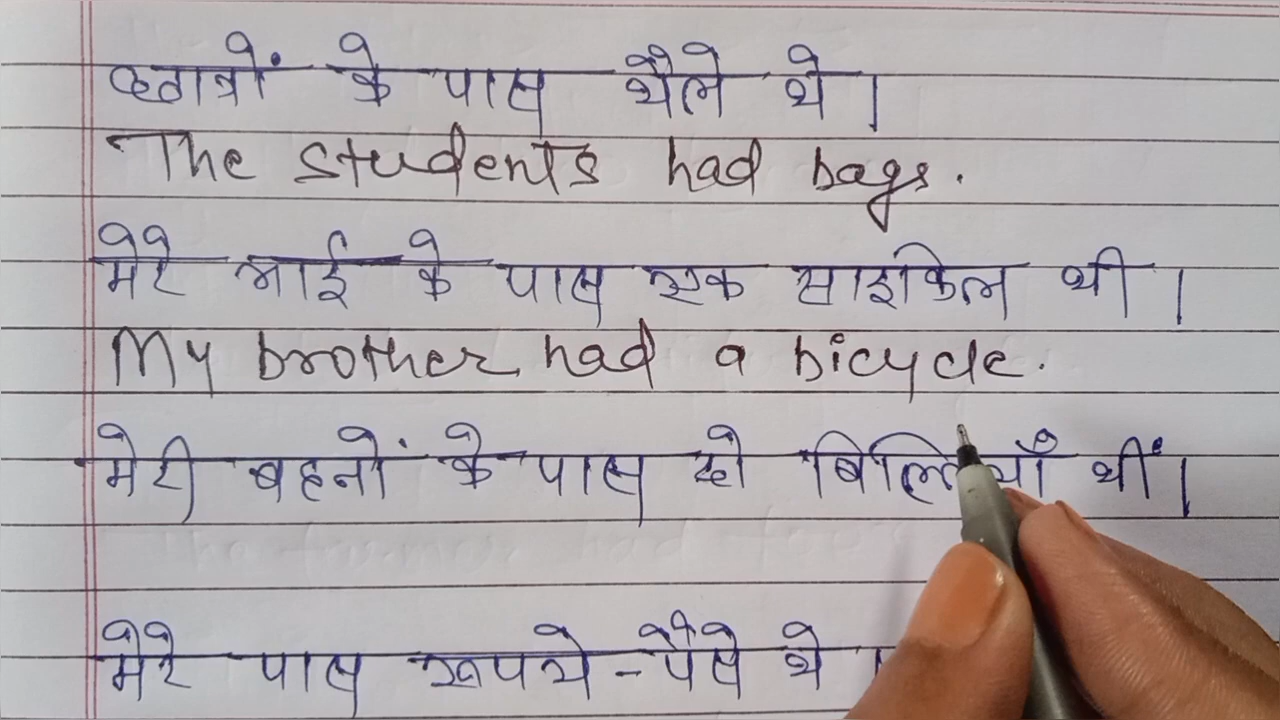 छात्रों के पास थैले थे।
The students had bags.
मेरे भाई के पास एक साइकिल थी।
My brother had a bicycle.
मेरी बहनों के पास दो बिल्लियाँ थीं।
मेरे पास रूपये-पैसे थे।